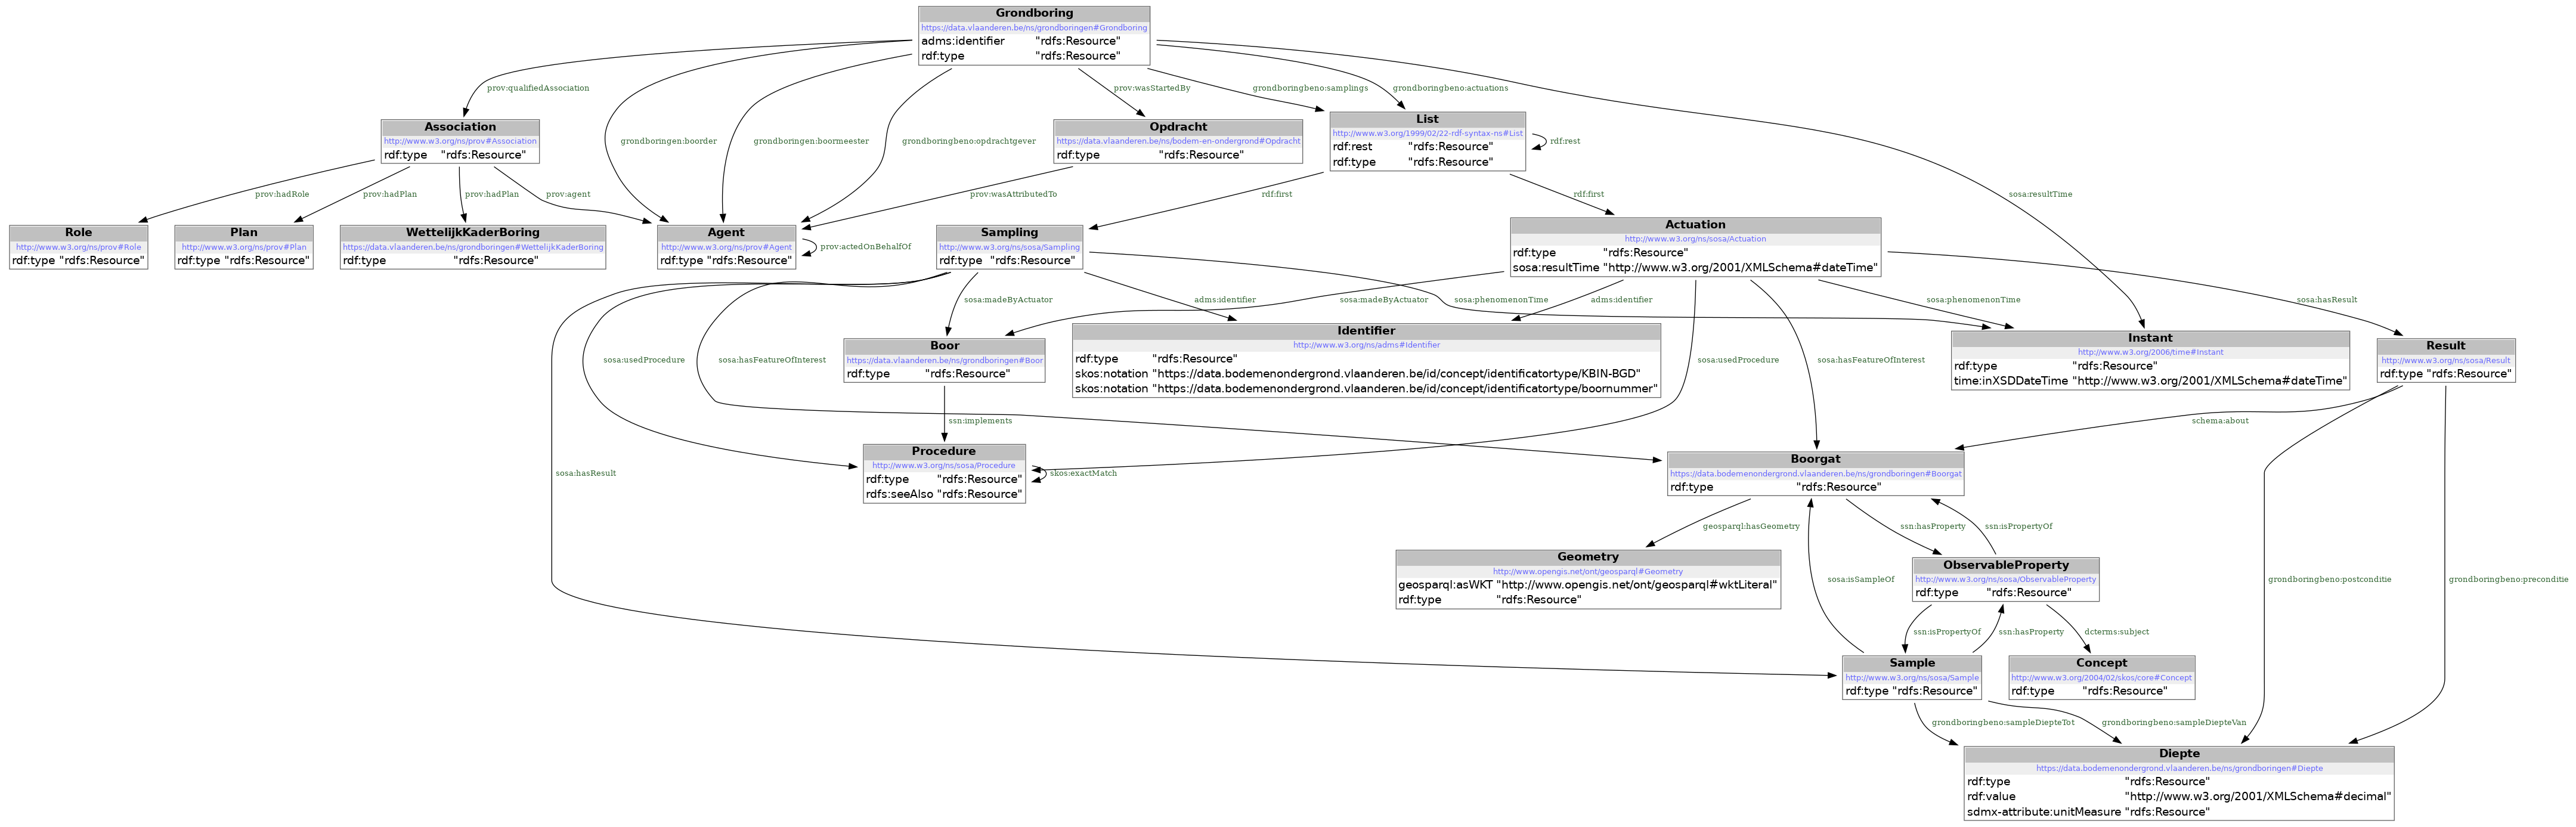 Grondboring
https://data.vlaanderen.be/ns/grondboringen#Grondboring
adms:identifier "rdfs:Resource"
rdf:type "rdfs:Resource"
prov:qualifiedAssociation
grondboringen:boorder
grondboringen:boormeester
grondboringbeno:opdrachtgever
prov:wasStartedBy
grondboringbeno:samplings
grondboringbeno:actuations
sosa:resultTime
Association
http://www.w3.org/ns/prov#Association
rdf:type "rdfs:Resource"
Opdracht
https://data.vlaanderen.be/ns/bodem-en-ondergrond#Opdracht
rdf:type "rdfs:Resource"
List
http://www.w3.org/1999/02/22-rdf-syntax-ns#List
rdf:rest "rdfs:Resource"
rdf:type "rdfs:Resource"
rdf:rest
prov:hadRole
prov:hadPlan
prov:hadPlan
prov:agent
prov:wasAttributedTo
rdf:first
rdf:first
Role
http://www.w3.org/ns/prov#Role
rdf:type "rdfs:Resource"
Plan
http://www.w3.org/ns/prov#Plan
rdf:type "rdfs:Resource"
WettelijkKaderBoring
https://data.vlaanderen.be/ns/grondboringen#WettelijkKaderBoring
rdf:type "rdfs:Resource"
Agent
http://www.w3.org/ns/prov#Agent
rdf:type "rdfs:Resource"
prov:actedOnBehalfOf
Sampling
http://www.w3.org/ns/sosa/Sampling
rdf:type "rdfs:Resource"
Actuation
http://www.w3.org/ns/sosa/Actuation
rdf:type "rdfs:Resource"
sosa:resultTime "http://www.w3.org/2001/XMLSchema#dateTime"
sosa:madeByActuator
adms:identifier
sosa:madeByActuator
sosa:phenomenonTime
adms:identifier
sosa:phenomenonTime
sosa:hasResult
sosa:usedProcedure
sosa:hasFeatureOfInterest
sosa:usedProcedure
sosa:hasFeatureOfInterest
Boor
https://data.vlaanderen.be/ns/grondboringen#Boor
rdf:type "rdfs:Resource"
Identifier
http://www.w3.org/ns/adms#Identifier
rdf:type "rdfs:Resource"
skos:notation "https://data.bodemenondergrond.vlaanderen.be/id/concept/identificatortype/KBIN-BGD"
skos:notation "https://data.bodemenondergrond.vlaanderen.be/id/concept/identificatortype/boornummer"
Instant
http://www.w3.org/2006/time#Instant
rdf:type "rdfs:Resource"
time:inXSDDateTime "http://www.w3.org/2001/XMLSchema#dateTime"
Result
http://www.w3.org/ns/sosa/Result
rdf:type "rdfs:Resource"
ssn:implements
schema:about
Procedure
http://www.w3.org/ns/sosa/Procedure
rdf:type "rdfs:Resource"
rdfs:seeAlso "rdfs:Resource"
skos:exactMatch
sosa:hasResult
Boorgat
https://data.bodemenondergrond.vlaanderen.be/ns/grondboringen#Boorgat
rdf:type "rdfs:Resource"
geosparql:hasGeometry
ssn:hasProperty
ssn:isPropertyOf
Geometry
http://www.opengis.net/ont/geosparql#Geometry
geosparql:asWKT "http://www.opengis.net/ont/geosparql#wktLiteral"
rdf:type "rdfs:Resource"
sosa:isSampleOf
ObservableProperty
http://www.w3.org/ns/sosa/ObservableProperty
rdf:type "rdfs:Resource"
grondboringbeno:postconditie
grondboringbeno:preconditie
ssn:isPropertyOf
ssn:hasProperty
dcterms:subject
Sample
http://www.w3.org/ns/sosa/Sample
rdf:type "rdfs:Resource"
Concept
http://www.w3.org/2004/02/skos/core#Concept
rdf:type "rdfs:Resource"
grondboringbeno:sampleDiepteTot
grondboringbeno:sampleDiepteVan
Diepte
https://data.bodemenondergrond.vlaanderen.be/ns/grondboringen#Diepte
rdf:type "rdfs:Resource"
rdf:value "http://www.w3.org/2001/XMLSchema#decimal"
sdmx-attribute:unitMeasure "rdfs:Resource"